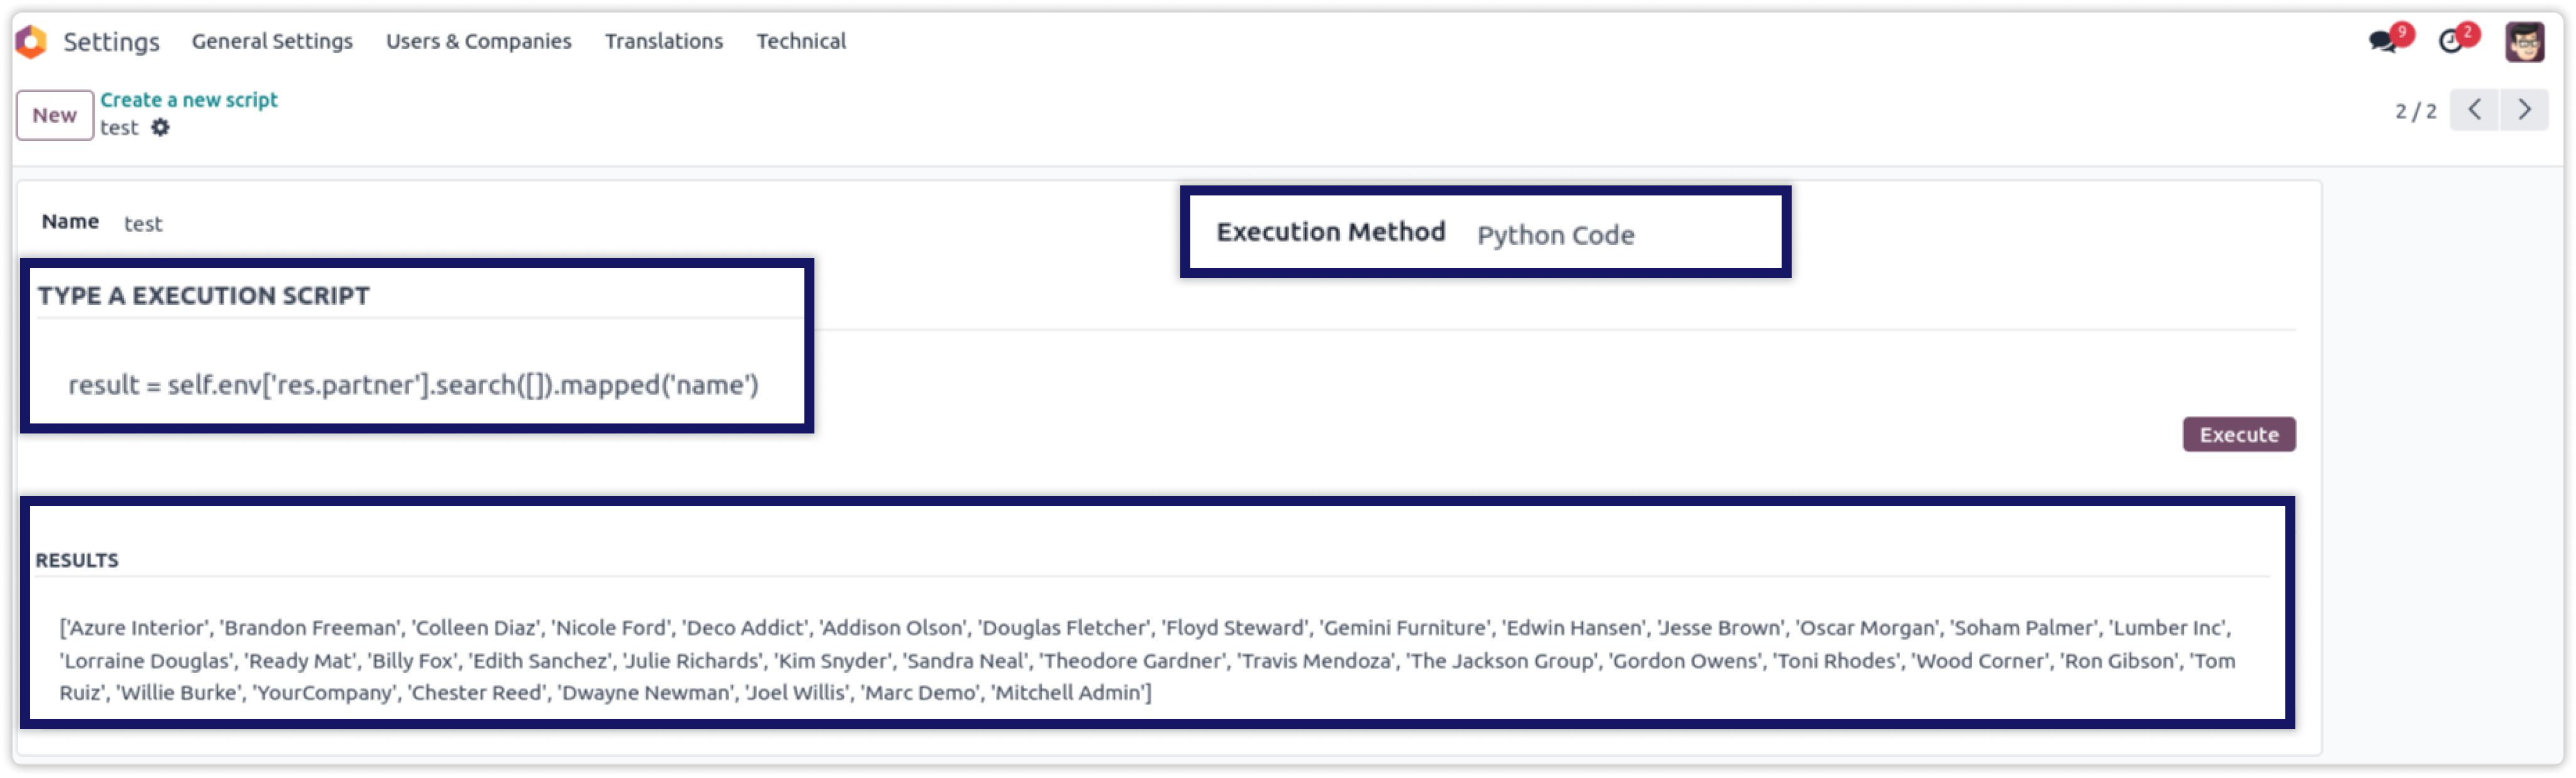 Settings General Settings Users & Companies Translations Technical 9 2
New Create a new script
test
2 / 2
Name test
Execution Method Python Code
TYPE A EXECUTION SCRIPT
result = self.env['res.partner'].search([]).mapped('name')
Execute
RESULTS
['Azure Interior', 'Brandon Freeman', 'Colleen Diaz', 'Nicole Ford', 'Deco Addict', 'Addison Olson', 'Douglas Fletcher', 'Floyd Steward', 'Gemini Furniture', 'Edwin Hansen', 'Jesse Brown', 'Oscar Morgan', 'Soham Palmer', 'Lumber Inc',
'Lorraine Douglas', 'Ready Mat', 'Billy Fox', 'Edith Sanchez', 'Julie Richards', 'Kim Snyder', 'Sandra Neal', 'Theodore Gardner', 'Travis Mendoza', 'The Jackson Group', 'Gordon Owens', 'Toni Rhodes', 'Wood Corner', 'Ron Gibson', 'Tom
Ruiz', 'Willie Burke', 'YourCompany', 'Chester Reed', 'Dwayne Newman', 'Joel Willis', 'Marc Demo', 'Mitchell Admin']